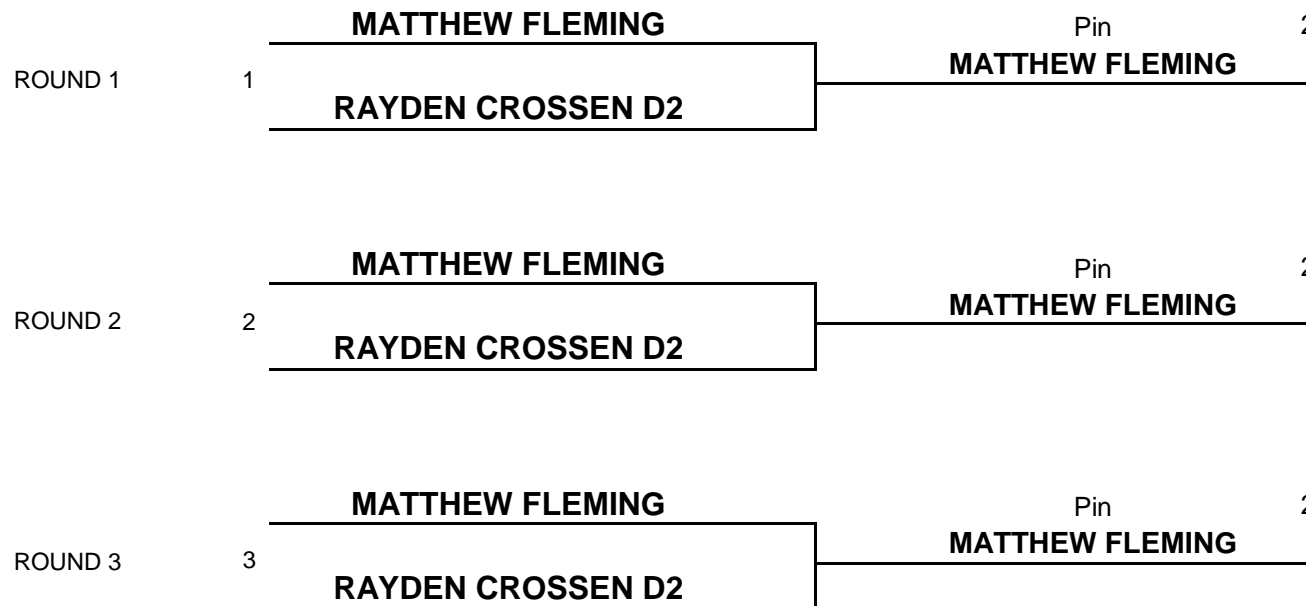 MATTHEW FLEMING
Pin
ROUND 1
1
MATTHEW FLEMING
RAYDEN CROSSEN D2
MATTHEW FLEMING
Pin
ROUND 2
2
MATTHEW FLEMING
RAYDEN CROSSEN D2
MATTHEW FLEMING
Pin
ROUND 3
3
MATTHEW FLEMING
RAYDEN CROSSEN D2